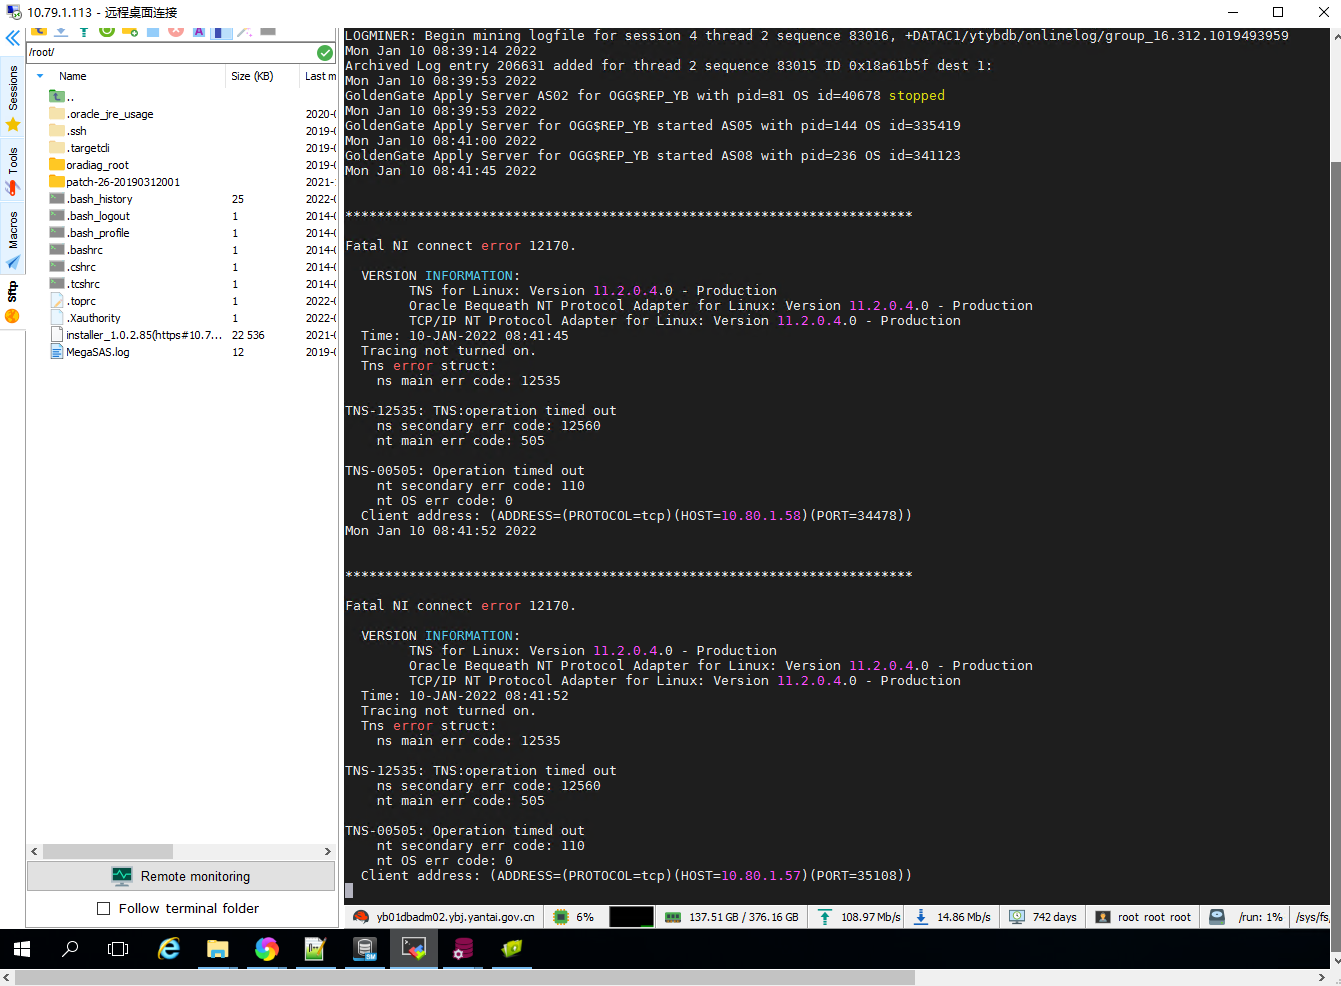 10.79.1.113 - 远程桌面连接
/root/
Name Size (KB) Last m
..
.oracle_jre_usage 2020-
.ssh 2019-
.targetcli 2019-
oradiag_root 2019-
patch-26-20190312001 2021-
.bash_history 25 2022-
.bash_logout 1 2014-
.bash_profile 1 2014-
.bashrc 1 2014-
.cshrc 1 2014-
.tcshrc 1 2014-
.toprc 1 2022-
.Xauthority 1 2022-
installer_1.0.2.85(https#10.7... 22 536 2021-
MegaSAS.log 12 2019-
Sessions
Tools
Macros
Sftp
Remote monitoring
Follow terminal folder
LOGMINER: Begin mining logfile for session 4 thread 2 sequence 83016, +DATAC1/ytybdb/onlinelog/group_16.312.1019493959
Mon Jan 10 08:39:14 2022
Archived Log entry 206631 added for thread 2 sequence 83015 ID 0x18a61b5f dest 1:
Mon Jan 10 08:39:53 2022
GoldenGate Apply Server AS02 for OGG$REP_YB with pid=81 OS id=40678 stopped
Mon Jan 10 08:39:53 2022
GoldenGate Apply Server for OGG$REP_YB started AS05 with pid=144 OS id=335419
Mon Jan 10 08:41:00 2022
GoldenGate Apply Server for OGG$REP_YB started AS08 with pid=236 OS id=341123
Mon Jan 10 08:41:45 2022
***********************************************************************
Fatal NI connect error 12170.
VERSION INFORMATION:
TNS for Linux: Version 11.2.0.4.0 - Production
Oracle Bequeath NT Protocol Adapter for Linux: Version 11.2.0.4.0 - Production
TCP/IP NT Protocol Adapter for Linux: Version 11.2.0.4.0 - Production
Time: 10-JAN-2022 08:41:45
Tracing not turned on.
Tns error struct:
ns main err code: 12535
TNS-12535: TNS:operation timed out
ns secondary err code: 12560
nt main err code: 505
TNS-00505: Operation timed out
nt secondary err code: 110
nt OS err code: 0
Client address: (ADDRESS=(PROTOCOL=tcp)(HOST=10.80.1.58)(PORT=34478))
Mon Jan 10 08:41:52 2022
***********************************************************************
Fatal NI connect error 12170.
VERSION INFORMATION:
TNS for Linux: Version 11.2.0.4.0 - Production
Oracle Bequeath NT Protocol Adapter for Linux: Version 11.2.0.4.0 - Production
TCP/IP NT Protocol Adapter for Linux: Version 11.2.0.4.0 - Production
Time: 10-JAN-2022 08:41:52
Tracing not turned on.
Tns error struct:
ns main err code: 12535
TNS-12535: TNS:operation timed out
ns secondary err code: 12560
nt main err code: 505
TNS-00505: Operation timed out
nt secondary err code: 110
nt OS err code: 0
Client address: (ADDRESS=(PROTOCOL=tcp)(HOST=10.80.1.57)(PORT=35108))
yb01dbadm02.ybj.yantai.gov.cn 6% 137.51 GB / 376.16 GB 108.97 Mb/s 14.86 Mb/s 742 days root root root /run: 1% /sys/fs,